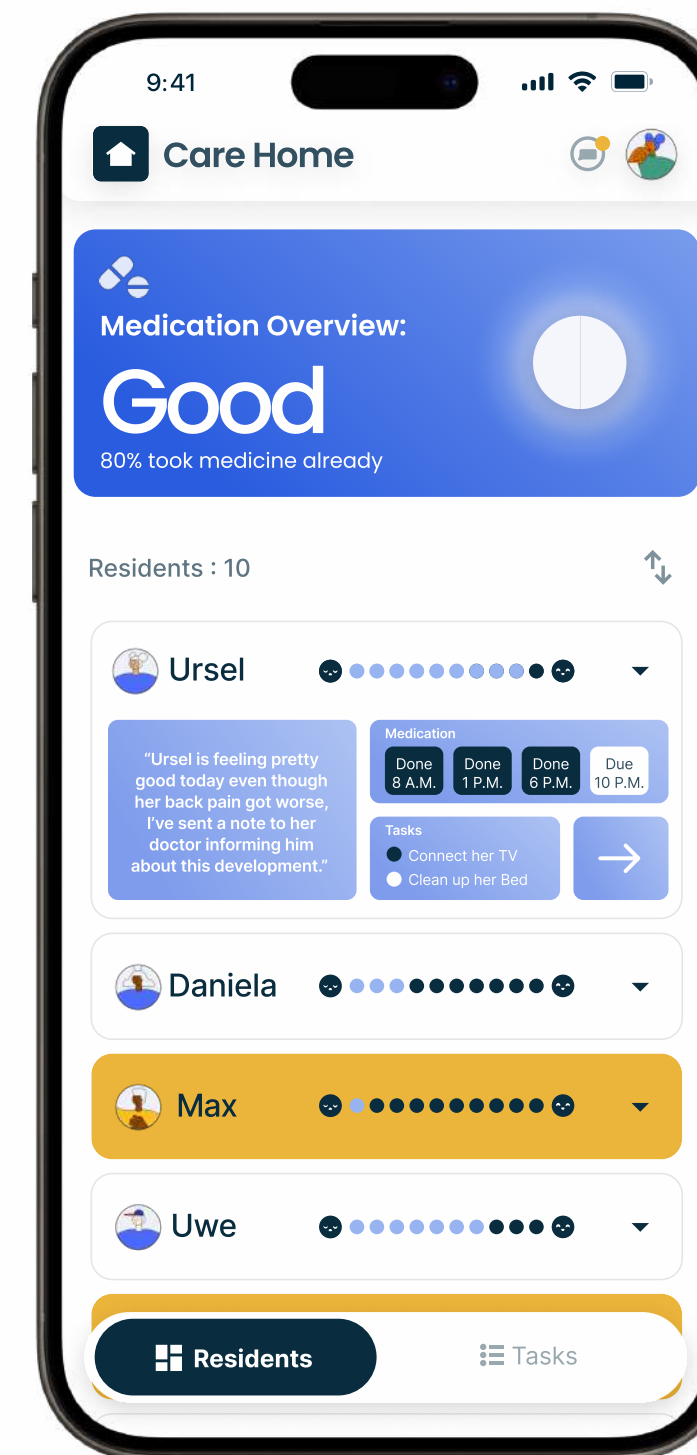 9:41
Care Home
Medication Overview:
Good
80% took medicine already
Residents : 10
Ursel
“Ursel is feeling pretty
good today even though
her back pain got worse,
I’ve sent a note to her
doctor informing him
about this development.”
Medication
Done
8 A.M.
Done
1 P.M.
Done
6 P.M.
Due
10 P.M.
Tasks
Connect her TV
Clean up her Bed
Daniela
Max
Uwe
Residents
Tasks